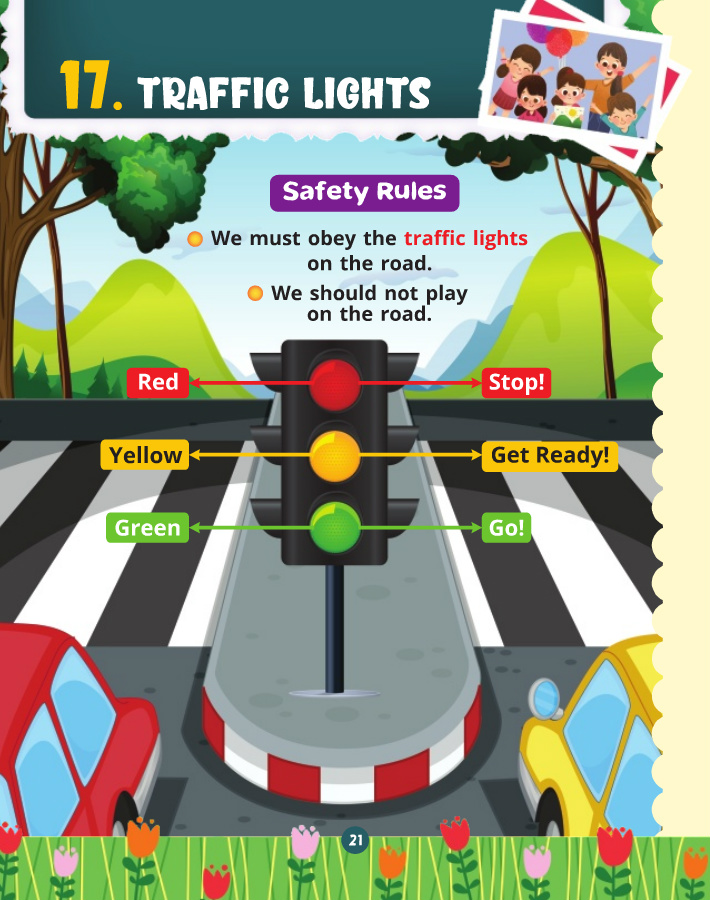 17. TRAFFIC LIGHTS
Safety Rules
We must obey the traffic lights
on the road.
We should not play
on the road.
Red
Stop!
Yellow
Get Ready!
Green
Go!
21